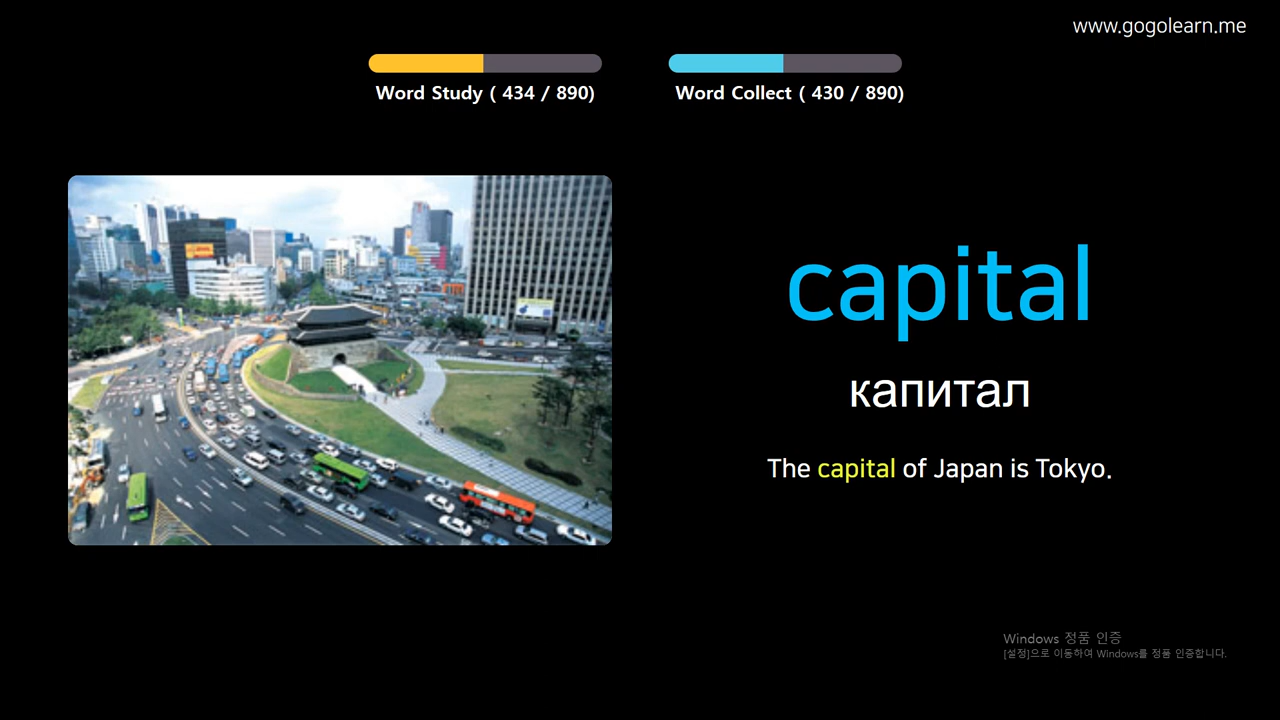 www.gogolearn.me
Word Study ( 434 / 890)
Word Collect ( 430 / 890)
capital
капитал
The capital of Japan is Tokyo.
Windows 정품 인증
[설정]으로 이동하여 Windows를 정품 인증합니다.